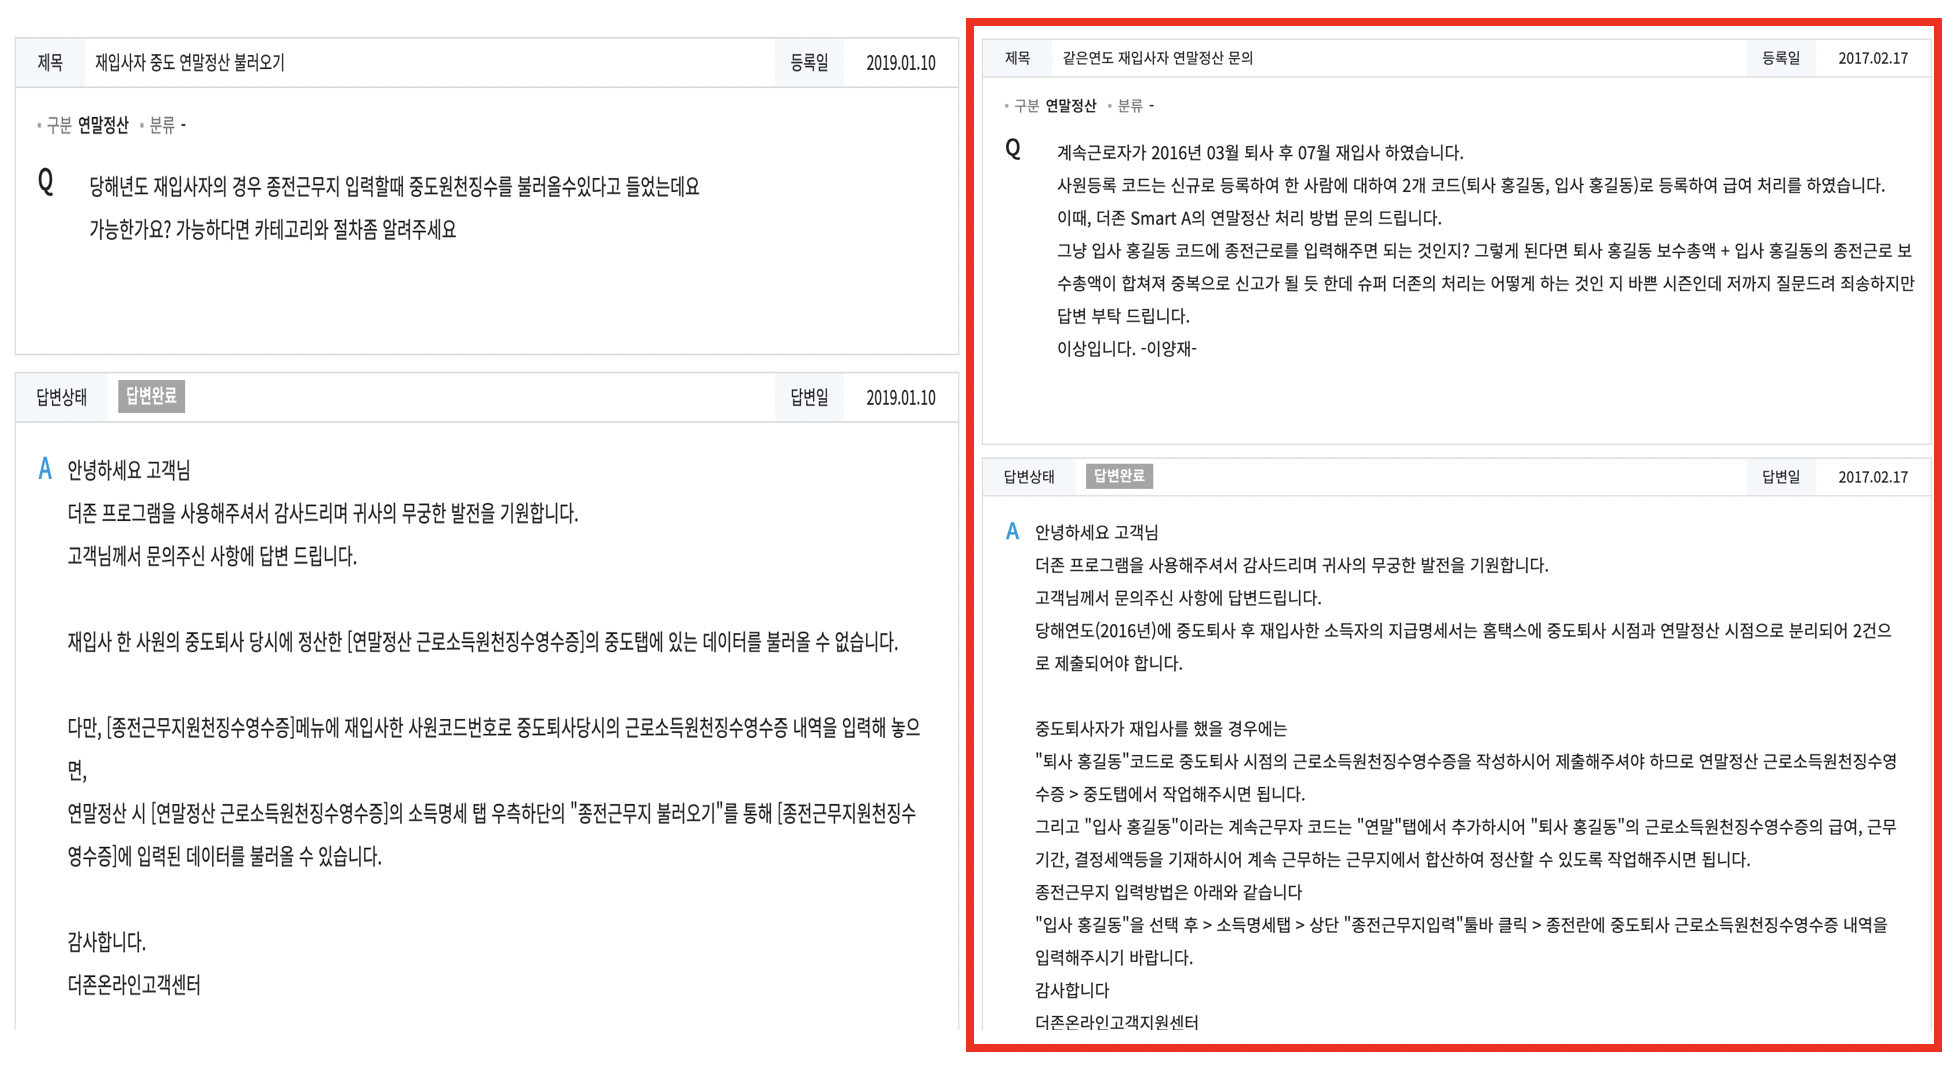 제목 재입사자 중도 연말정산 불러오기 등록일 2019.01.10
구분 연말정산 분류 -
Q 당해년도 재입사자의 경우 종전근무지 입력할때 중도원천징수를 불러올수있다고 들었는데요
가능한가요? 가능하다면 카테고리와 절차좀 알려주세요
답변상태 답변완료 답변일 2019.01.10
A 안녕하세요 고객님
더존 프로그램을 사용해주셔서 감사드리며 귀사의 무궁한 발전을 기원합니다.
고객님께서 문의주신 사항에 답변 드립니다.
재입사 한 사원의 중도퇴사 당시에 정산한 [연말정산 근로소득원천징수영수증]의 중도탭에 있는 데이터를 불러올 수 없습니다.
다만, [종전근무지원천징수영수증]메뉴에 재입사한 사원코드번호로 중도퇴사당시의 근로소득원천징수영수증 내역을 입력해 놓으
면,
연말정산 시 [연말정산 근로소득원천징수영수증]의 소득명세 탭 우측하단의 "종전근무지 불러오기"를 통해 [종전근무지원천징수
영수증]에 입력된 데이터를 불러올 수 있습니다.
감사합니다.
더존온라인고객센터
제목 같은연도 재입사자 연말정산 문의 등록일 2017.02.17
구분 연말정산 분류 -
Q 계속근로자가 2016년 03월 퇴사 후 07월 재입사 하였습니다.
사원등록 코드는 신규로 등록하여 한 사람에 대하여 2개 코드(퇴사 홍길동, 입사 홍길동)로 등록하여 급여 처리를 하였습니다.
이때, 더존 Smart A의 연말정산 처리 방법 문의 드립니다.
그냥 입사 홍길동 코드에 종전근로를 입력해주면 되는 것인지? 그렇게 된다면 퇴사 홍길동 보수총액 + 입사 홍길동의 종전근로 보
수총액이 합쳐져 중복으로 신고가 될 듯 한데 슈퍼 더존의 처리는 어떻게 하는 것인 지 바쁜 시즌인데 저까지 질문드려 죄송하지만
답변 부탁 드립니다.
이상입니다. -이양재-
답변상태 답변완료 답변일 2017.02.17
A 안녕하세요 고객님
더존 프로그램을 사용해주셔서 감사드리며 귀사의 무궁한 발전을 기원합니다.
고객님께서 문의주신 사항에 답변드립니다.
당해연도(2016년)에 중도퇴사 후 재입사한 소득자의 지급명세서는 홈택스에 중도퇴사 시점과 연말정산 시점으로 분리되어 2건으
로 제출되어야 합니다.
중도퇴사자가 재입사를 했을 경우에는
"퇴사 홍길동"코드로 중도퇴사 시점의 근로소득원천징수영수증을 작성하시어 제출해주셔야 하므로 연말정산 근로소득원천징수영
수증 > 중도탭에서 작업해주시면 됩니다.
그리고 "입사 홍길동"이라는 계속근무자 코드는 "연말"탭에서 추가하시어 "퇴사 홍길동"의 근로소득원천징수영수증의 급여, 근무
기간, 결정세액등을 기재하시어 계속 근무하는 근무지에서 합산하여 정산할 수 있도록 작업해주시면 됩니다.
종전근무지 입력방법은 아래와 같습니다
"입사 홍길동"을 선택 후 > 소득명세탭 > 상단 "종전근무지입력"툴바 클릭 > 종전란에 중도퇴사 근로소득원천징수영수증 내역을
입력해주시기 바랍니다.
감사합니다
더존온라인고객지원센터